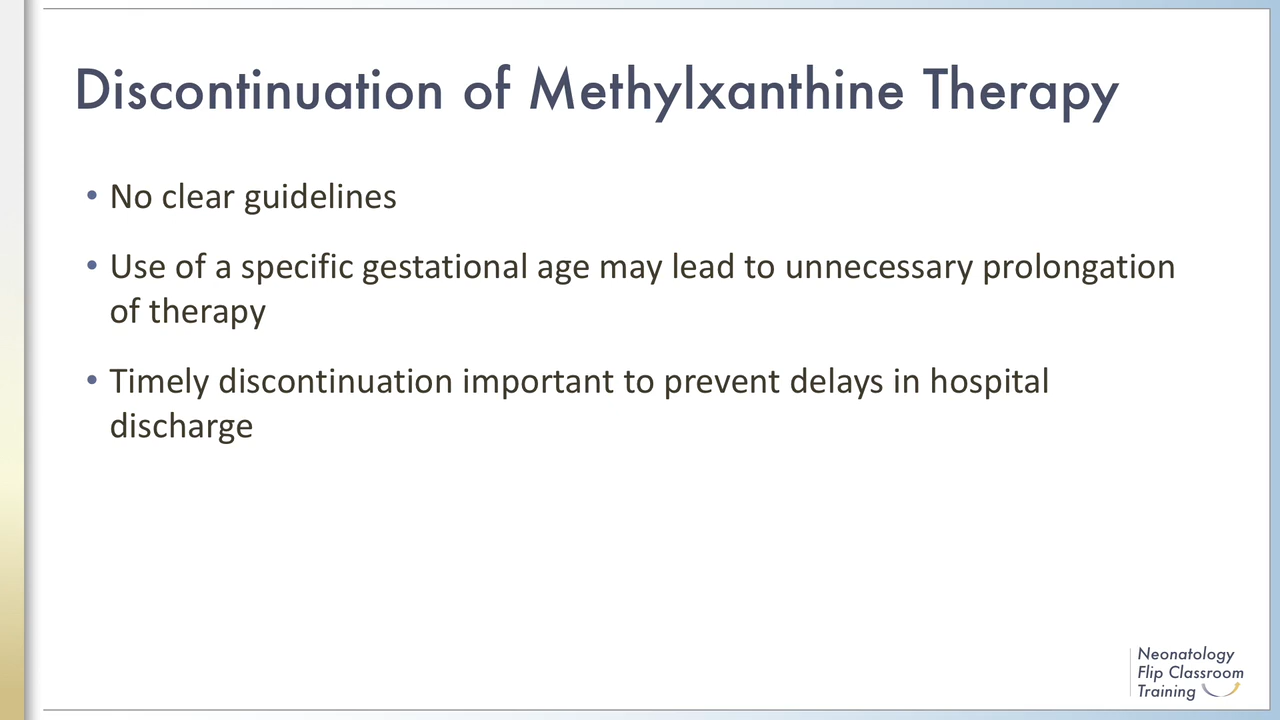 Discontinuation of Methylxanthine Therapy
• No clear guidelines
• Use of a specific gestational age may lead to unnecessary prolongation
of therapy
• Timely discontinuation important to prevent delays in hospital
discharge
Neonatology
Flip Classroom
Training